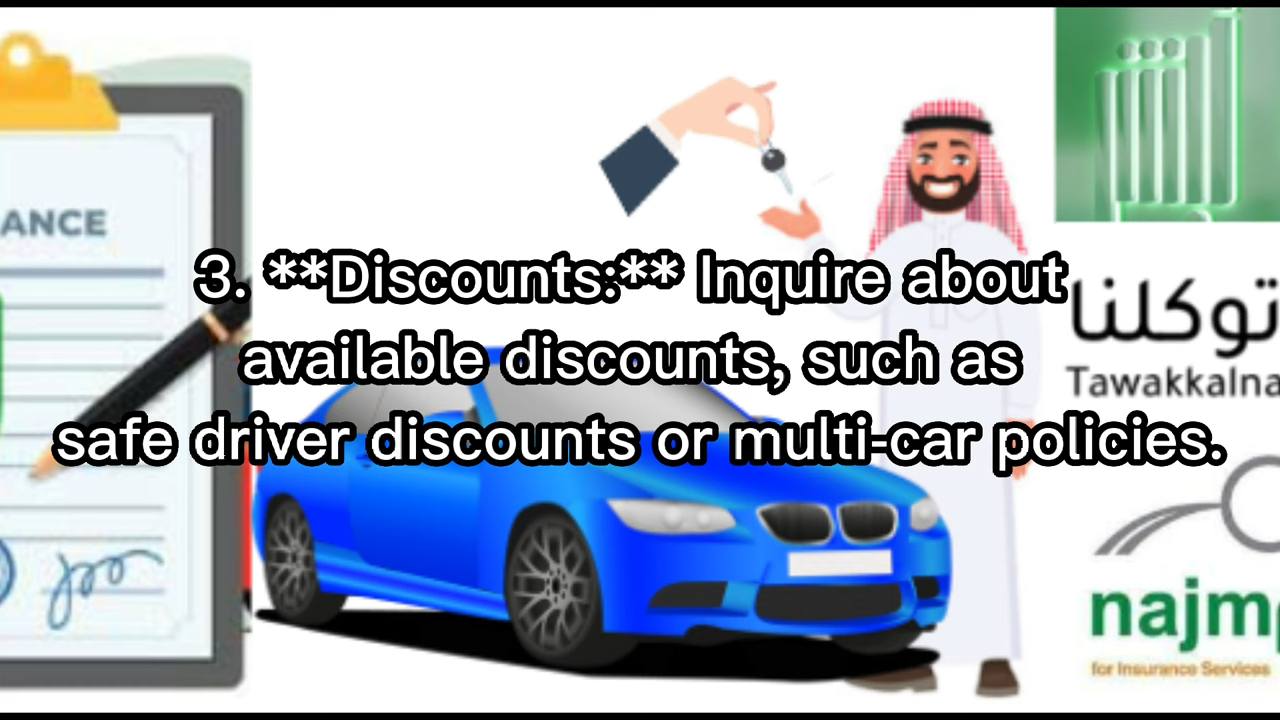 ANCE
3. **Discounts:** Inquire about
available discounts, such as
safe driver discounts or multi-car policies.
توكلنا
Tawakkalna
najm
for Insurance Services